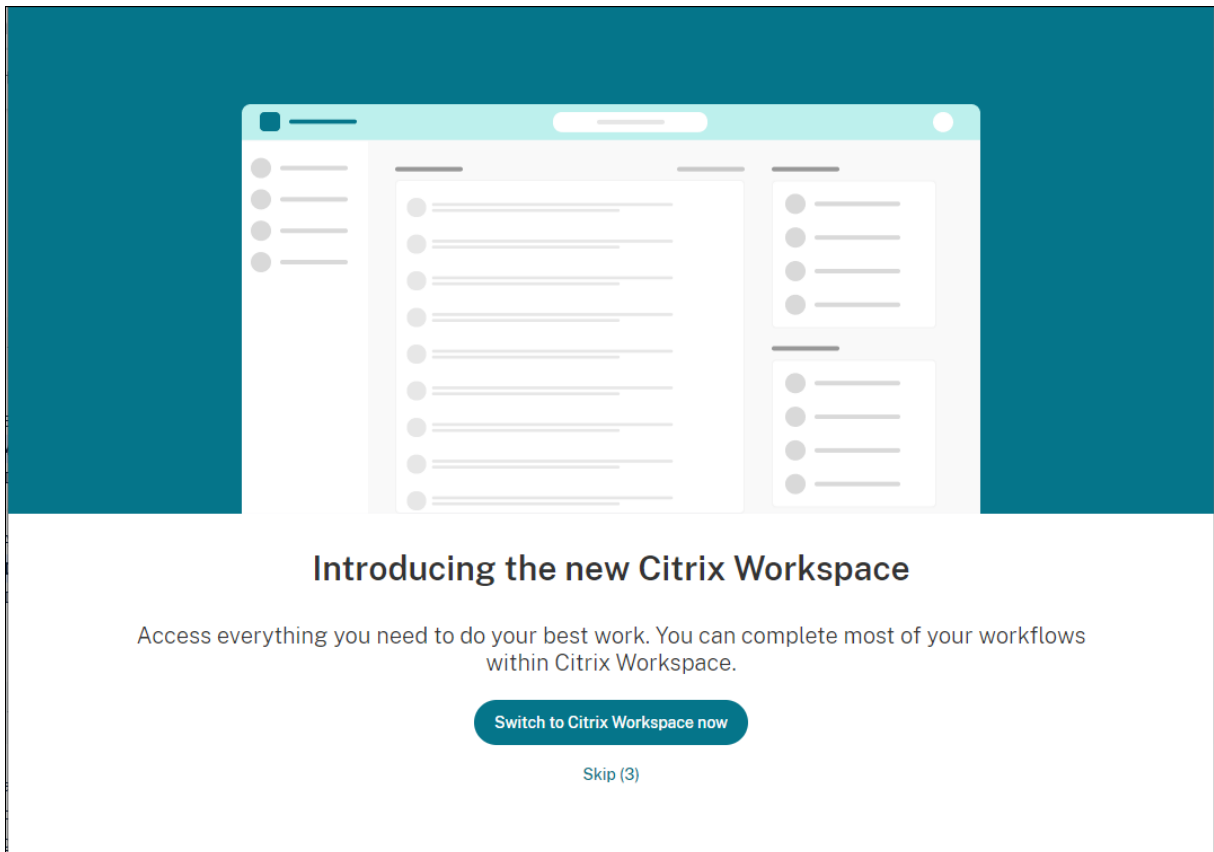 Introducing the new Citrix Workspace
Access everything you need to do your best work. You can complete most of your workflows
within Citrix Workspace.
Switch to Citrix Workspace now
Skip (3)